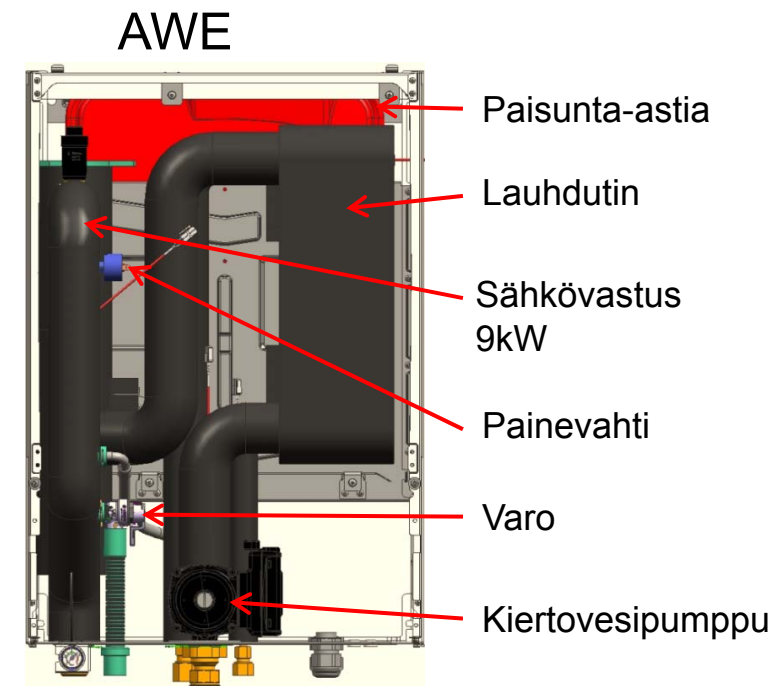 AWE
Paisunta-astia
Lauhdutin
Sähkövastus
9kW
Painevahti
Varo
Kiertovesipumppu